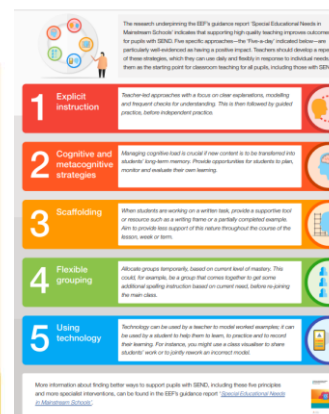 The research underpinning the EEF's guidance report 'Special Educational Needs in
Mainstream Schools' indicates that supporting high quality teaching improves outcomes
for pupils with SEND. Five specific approaches—the 'Five-a-day' indicated below—are
particularly well-evidenced as having a positive impact. Teachers should develop a
of these strategies, which they can use daily and flexibly in response to individual needs,
them as the starting point for classroom teaching for all pupils, including those with
1
Explicit
instruction
Teacher-led approaches with a focus on clear explanations, modelling
and frequent checks for understanding. This is then followed by guided
practice, before independent practice.
2
Cognitive and
metacognitive
strategies
Managing cognitive load is crucial if new content is to be transferred into
students' long-term memory. Provide opportunities for students to plan,
monitor and evaluate their own learning.
3
Scaffolding
When students are working on a written task, provide a supportive tool
or resource such as a writing frame or a partially completed example.
Aim to provide less support of this nature throughout the course of the
lesson, week or term.
4
Flexible
grouping
Allocate groups temporarily, based on current level of mastery. This
could, for example, be a group that comes together to get some
additional spelling instruction based on current need, before re-joining
the main class.
5
Using
technology
Technology can be used by a teacher to model worked examples; it can
be used by a student to help them to learn, to practice and to record
their learning. For instance, you might use a class visualiser to share
students' work or to jointly rework an incorrect model.
More information about finding better ways to support pupils with SEND, including these five principles
and more specialist interventions, can be found in the EEF's guidance report 'Special Educational Needs
in Mainstream Schools'.